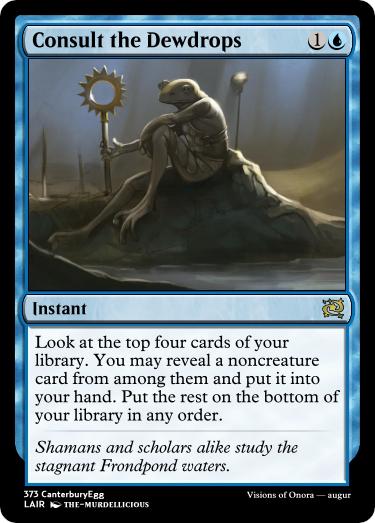 Consult the Dewdrops 1
Instant
Look at the top four cards of your
library. You may reveal a noncreature
card from among them and put it into
your hand. Put the rest on the bottom of
your library in any order.
Shamans and scholars alike study the
stagnant Frondpond waters.
373 CanterburyEgg
LAIR THE-MURDELLICIOUS
Visions of Onora — augur